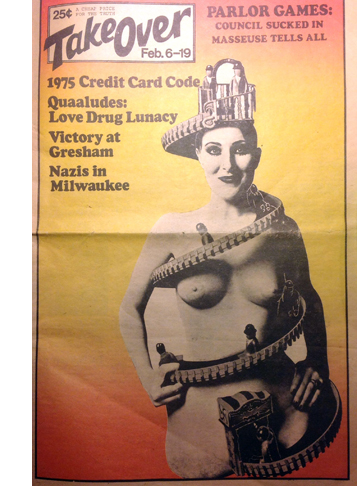 25¢ A CHEAP VOICE
FOR THE TRUTH
TakeOver
Feb. 6–19
PARLOR GAMES:
COUNCIL SUCKED IN
MASSEUSE TELLS ALL
1975 Credit Card Code
Quaaludes:
Love Drug Lunacy
Victory at
Gresham
Nazis in
Milwaukee